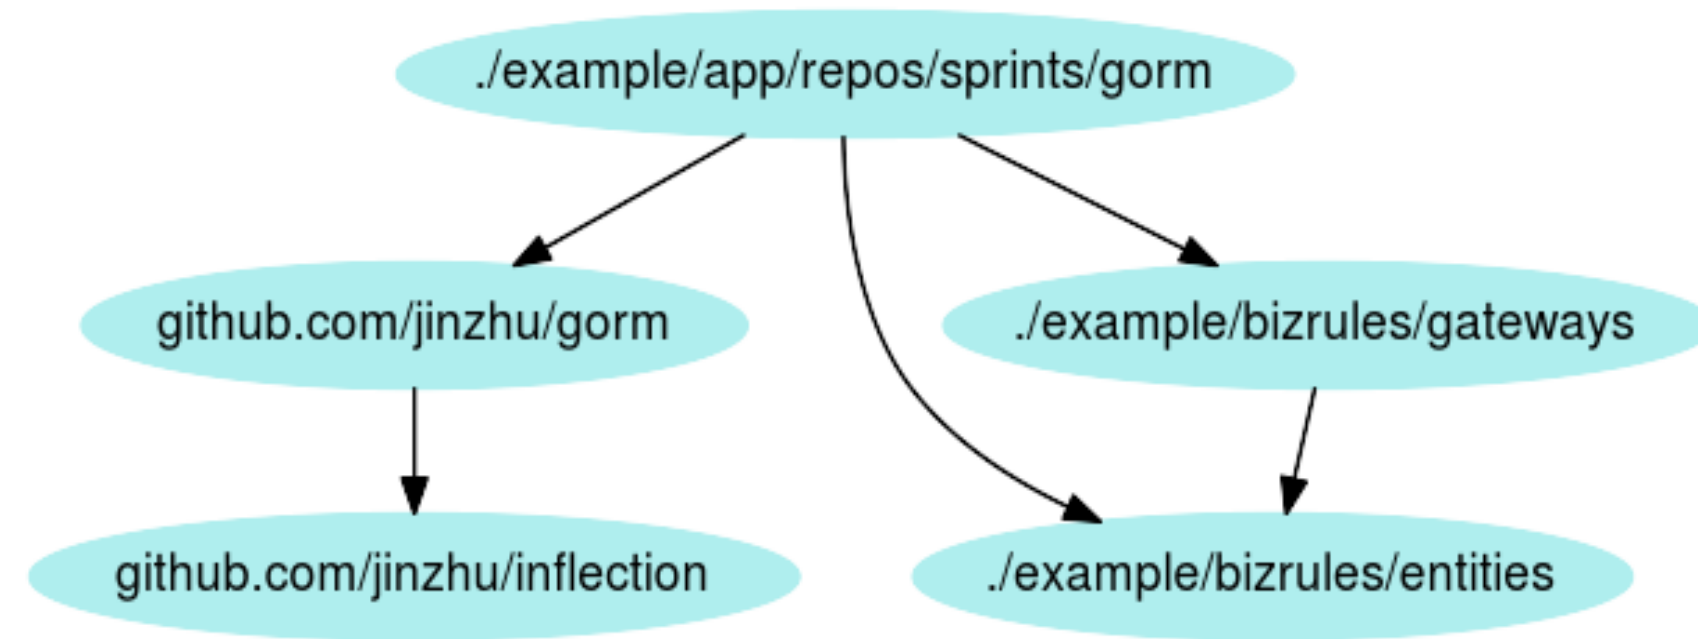 ./example/app/repos/sprints/gorm
github.com/jinzhu/gorm
./example/bizrules/gateways
github.com/jinzhu/inflection
./example/bizrules/entities